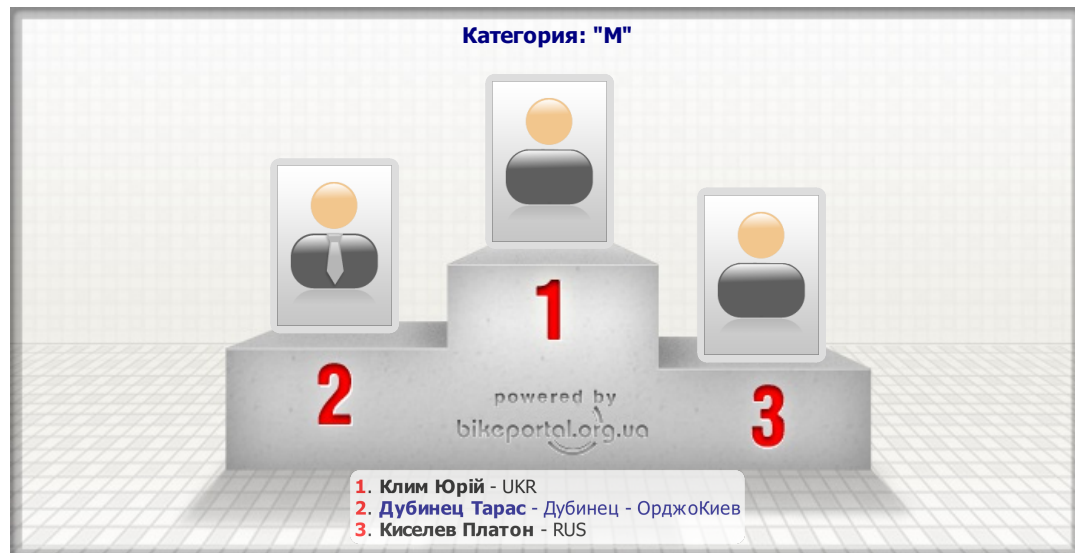 Категория: "М"
1
2
3
powered by
bikeportal.org.ua
1. Клим Юрій - UKR
2. Дубинец Тарас - Дубинец - ОрджоКиев
3. Киселев Платон - RUS